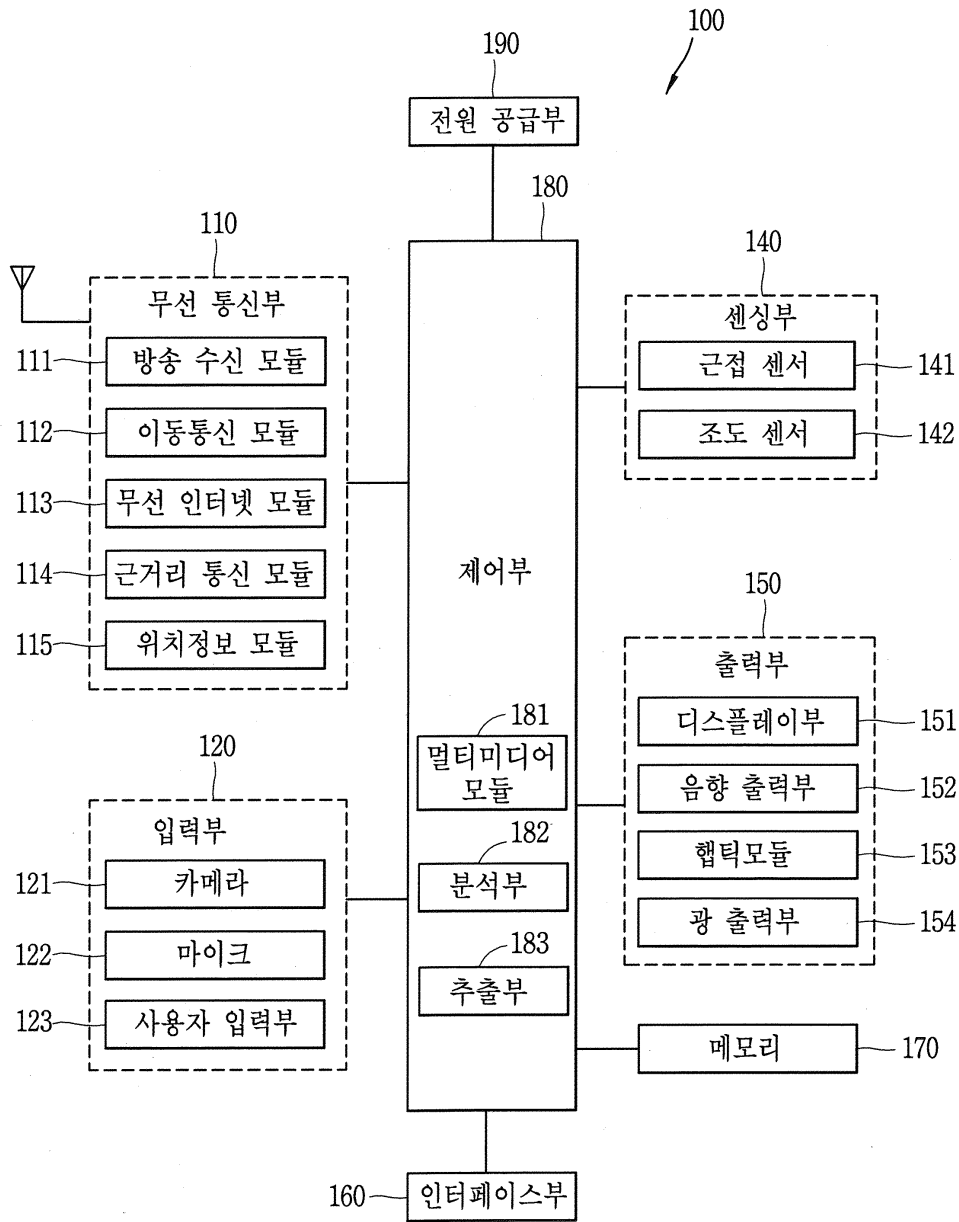 100
190
전원 공급부
180
110
무선 통신부
111 방송 수신 모듈
112 이동통신 모듈
113 무선 인터넷 모듈
114 근거리 통신 모듈
115 위치정보 모듈
120
입력부
121 카메라
122 마이크
123 사용자 입력부
제어부
181
멀티미디어
모듈
182
분석부
183
추출부
140
센싱부
근접 센서 141
조도 센서 142
150
출력부
디스플레이부 151
음향 출력부 152
햅틱모듈 153
광 출력부 154
메모리 170
160 인터페이스부